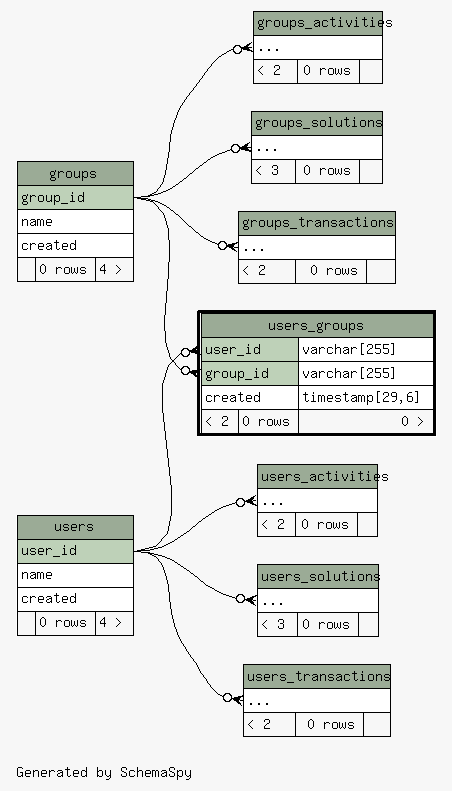 groups_activities
...
< 2 0 rows
groups_solutions
...
< 3 0 rows
groups
group_id
name
created
0 rows 4 >
groups_transactions
...
< 2 0 rows
users_groups
user_id varchar[255]
group_id varchar[255]
created timestamp[29,6]
< 2 0 rows 0 >
users_activities
...
< 2 0 rows
users
user_id
name
created
0 rows 4 >
users_solutions
...
< 3 0 rows
users_transactions
...
< 2 0 rows
Generated by SchemaSpy